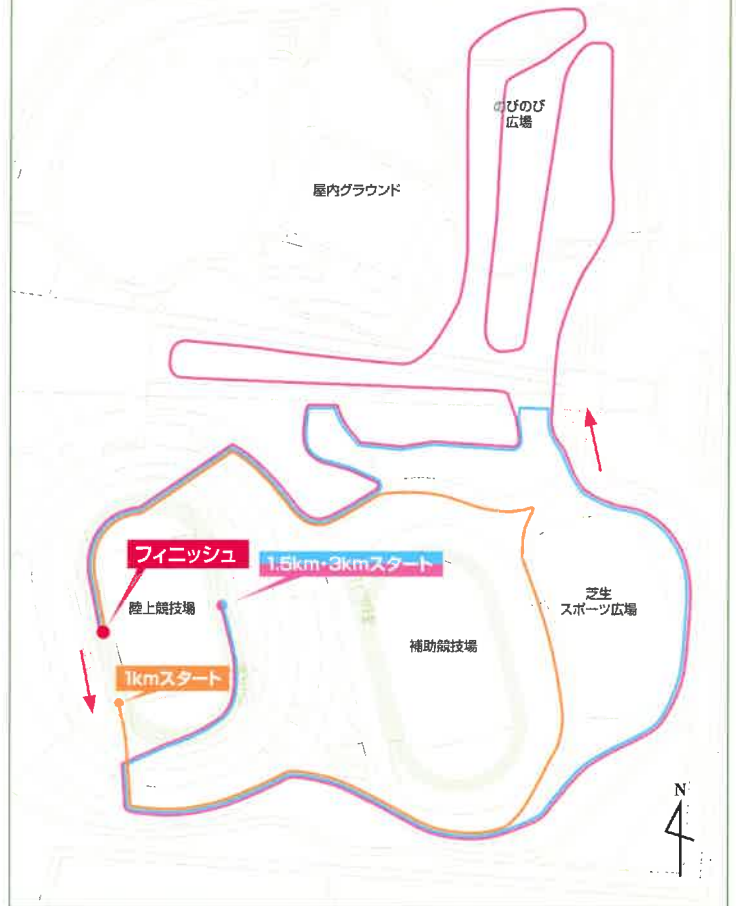 のびのび
広場
屋内グラウンド
フィニッシュ
1.5km・3kmスタート
陸上競技場
芝生
スポーツ広場
補助競技場
1kmスタート
N